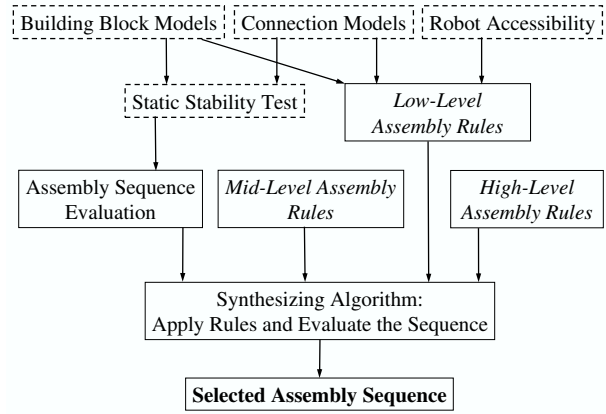 Building Block Models
Connection Models
Robot Accessibility
Static Stability Test
Low-Level
Assembly Rules
Assembly Sequence
Evaluation
Mid-Level Assembly
Rules
High-Level
Assembly Rules
Synthesizing Algorithm:
Apply Rules and Evaluate the Sequence
Selected Assembly Sequence